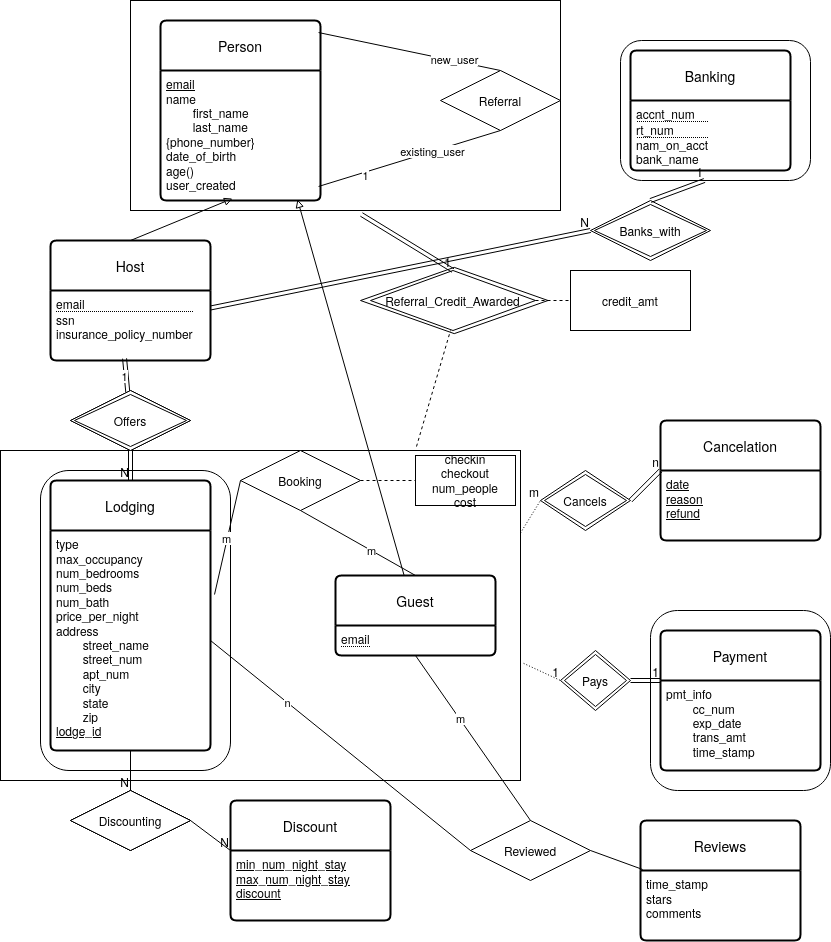 Person
email
name
first_name
last_name
{phone_number}
date_of_birth
age()
user_created
new_user
Referral
existing_user
1
Banking
accnt_num
rt_num
nam_on_acct
bank_name
1
N
Banks_with
Host
email
ssn
insurance_policy_number
1
Referral_Credit_Awarded
credit_amt
1
Offers
N
Lodging
type
max_occupancy
num_bedrooms
num_beds
num_bath
price_per_night
address
street_name
street_num
apt_num
city
state
zip
lodge_id
Booking
checkin
checkout
num_people
cost
m
m
Guest
email
Cancelation
date
reason
refund
n
m
Cancels
Payment
pmt_info
cc_num
exp_date
trans_amt
time_stamp
1
1
Pays
n
m
N
Discounting
N
Discount
min_num_night_stay
max_num_night_stay
discount
Reviewed
Reviews
time_stamp
stars
comments